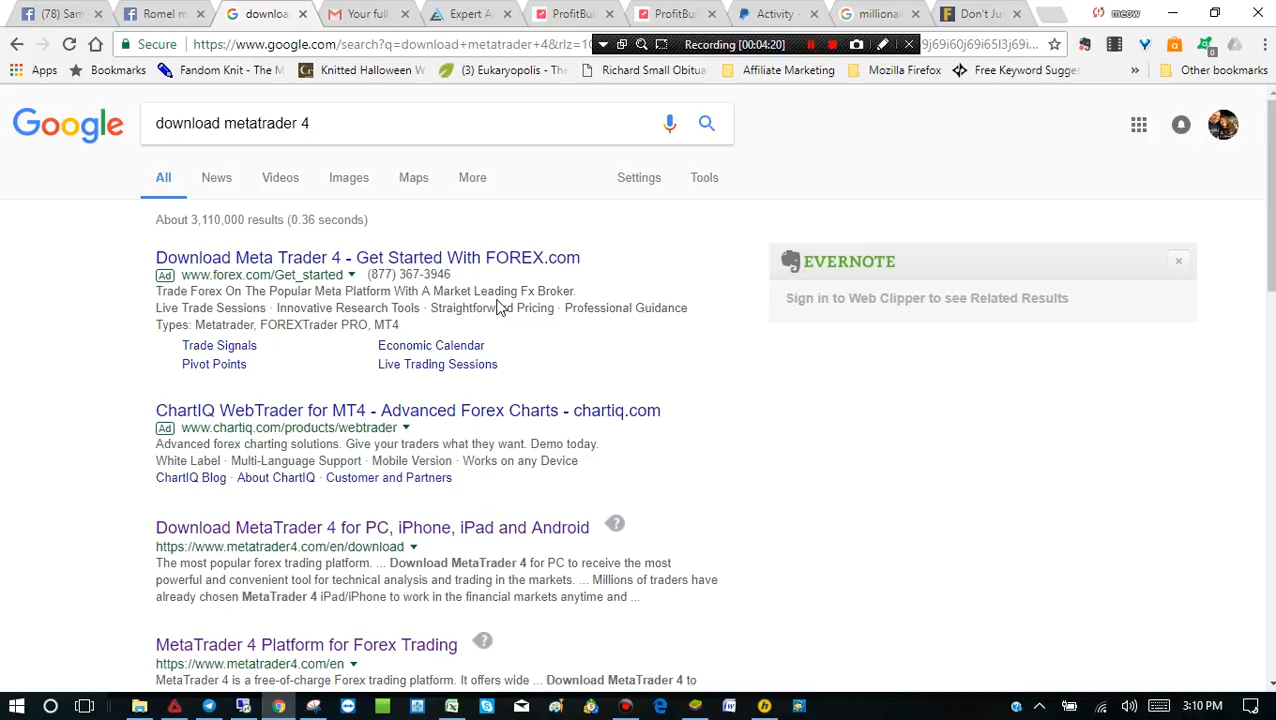 (78) Sam
Romel m
downloa
Your full
Expert A
ProfitBui
ProfitBui
Activity -
millionar
Don't Ju
meow
Secure
https://www.google.com/search?q=download+metatrader+4&rlz=1
Recording [00:04:20]
9j69i60j69i65l3j69i...
Apps
Bookmarks
Fandom Knit - The M
Knitted Halloween W
(3) Eukaryopolis - The
Richard Small Obitua
Affiliate Marketing
Mozilla Firefox
Free Keyword Sugge
»
Other bookmarks
Google
download metatrader 4
All News Videos Images Maps More Settings Tools
About 3,110,000 results (0.36 seconds)
Download Meta Trader 4 - Get Started With FOREX.com
Ad www.forex.com/Get_started (877) 367-3946
Trade Forex On The Popular Meta Platform With A Market Leading Fx Broker.
Live Trade Sessions · Innovative Research Tools · Straightforward Pricing · Professional Guidance
Types: Metatrader, FOREXTrader PRO, MT4
Trade Signals Economic Calendar
Pivot Points Live Trading Sessions
EVERNOTE
Sign in to Web Clipper to see Related Results
ChartIQ WebTrader for MT4 - Advanced Forex Charts - chartiq.com
Ad www.chartiq.com/products/webtrader
Advanced forex charting solutions. Give your traders what they want. Demo today.
White Label · Multi-Language Support · Mobile Version · Works on any Device
ChartIQ Blog · About ChartIQ · Customer and Partners
Download MetaTrader 4 for PC, iPhone, iPad and Android
https://www.metatrader4.com/en/download
The most popular forex trading platform. ... Download MetaTrader 4 for PC to receive the most
powerful and convenient tool for technical analysis and trading in the markets. ... Millions of traders have
already chosen MetaTrader 4 iPad/iPhone to work in the financial markets anytime and ...
MetaTrader 4 Platform for Forex Trading
https://www.metatrader4.com/en
MetaTrader 4 is a free-of-charge Forex trading platform. It offers wide ... Download MetaTrader 4 to
3:10 PM